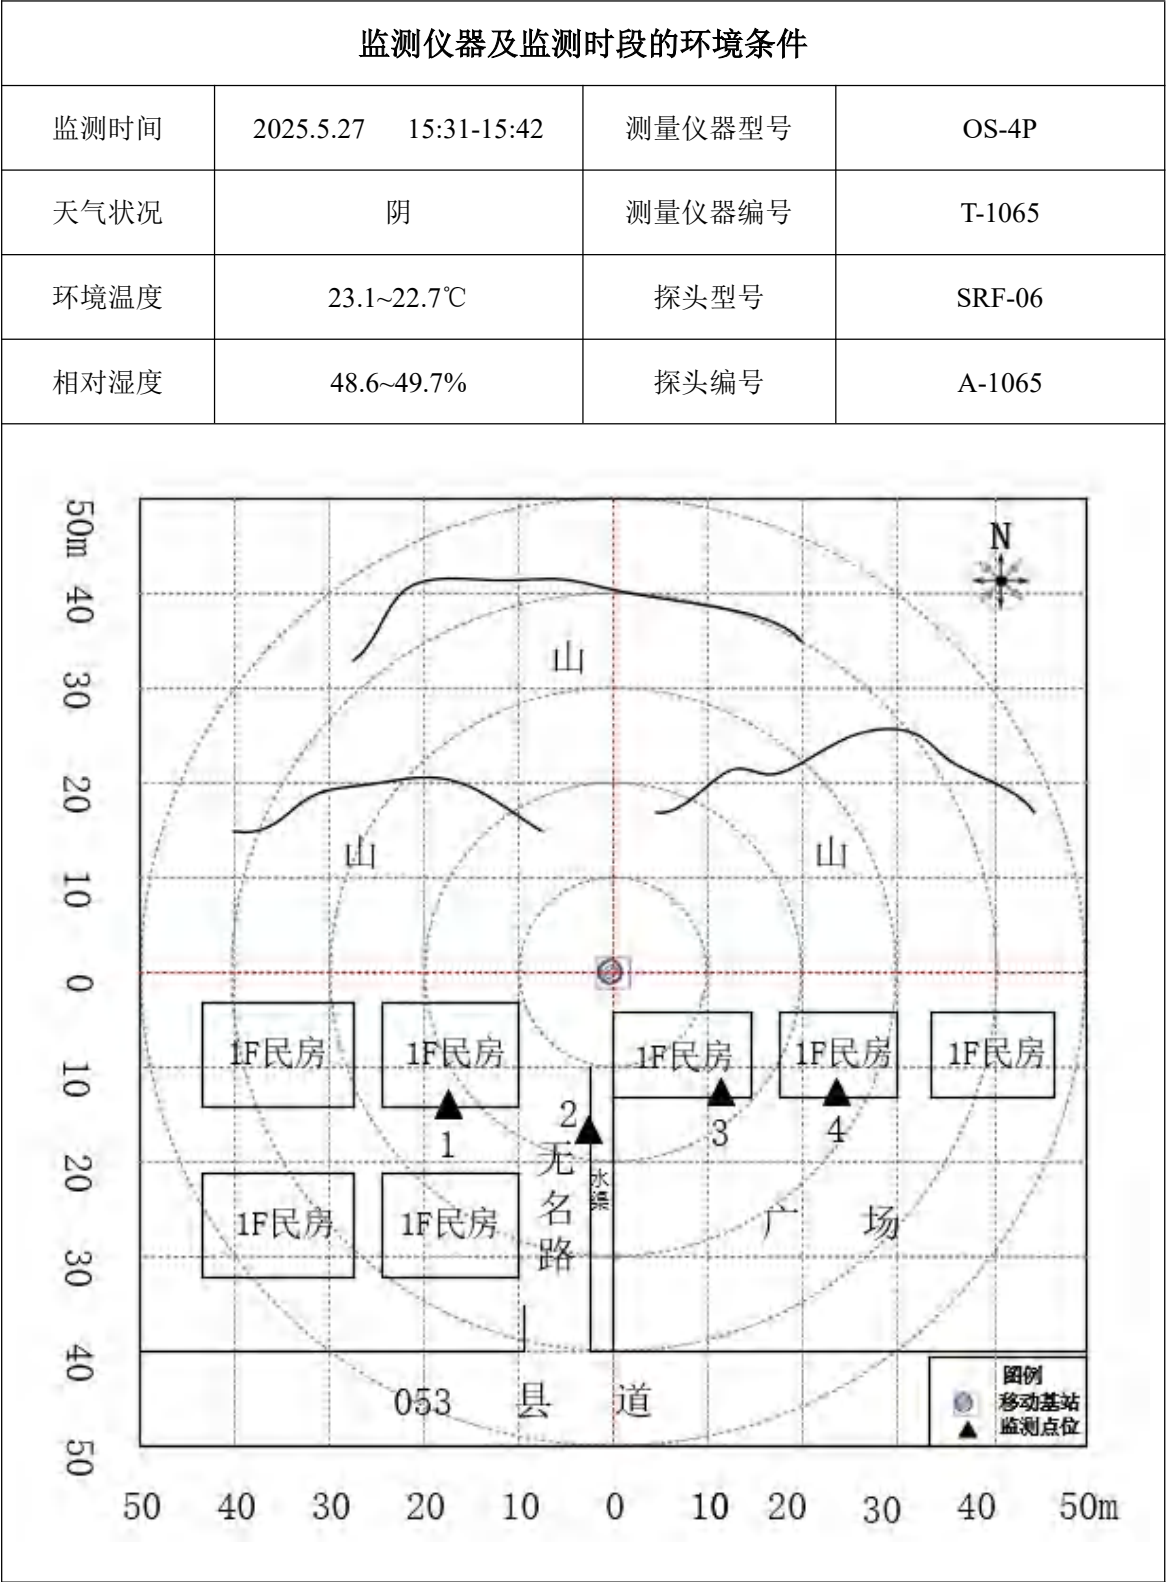 监测仪器及监测时段的环境条件
监测时间 2025.5.27 15:31-15:42 测量仪器型号 OS-4P
天气状况 阴 测量仪器编号 T-1065
环境温度 23.1~22.7℃ 探头型号 SRF-06
相对湿度 48.6~49.7% 探头编号 A-1065
50m
40
30
20
10
0
10
20
30
40
50
N
山
山
山
1F民房
1F民房
1F民房
1F民房
1F民房
1
2
3
4
无名路
水渠
1F民房
1F民房
广场
053 县道
图例
移动基站
监测点位
50 40 30 20 10 0 10 20 30 40 50m